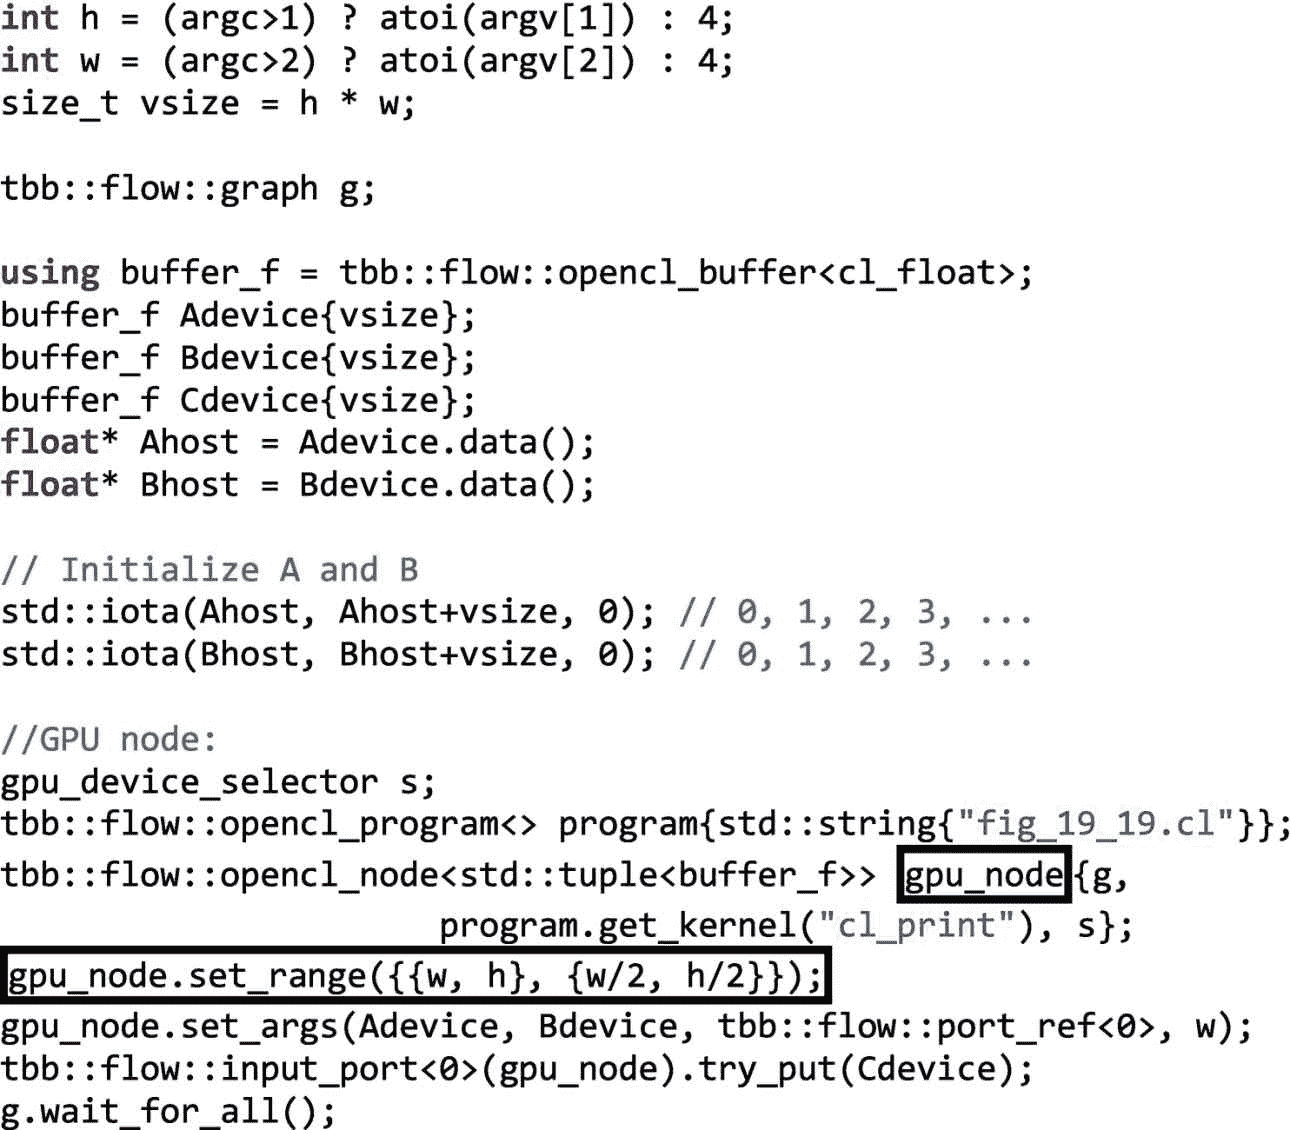 int h = (argc>1) ? atoi(argv[1]) : 4;
int w = (argc>2) ? atoi(argv[2]) : 4;
size_t vsize = h * w;
tbb::flow::graph g;
using buffer_f = tbb::flow::opencl_buffer<cl_float>;
buffer_f Adevice{vsize};
buffer_f Bdevice{vsize};
buffer_f Cdevice{vsize};
float* Ahost = Adevice.data();
float* Bhost = Bdevice.data();
// Initialize A and B
std::iota(Ahost, Ahost+vsize, 0); // 0, 1, 2, 3, ...
std::iota(Bhost, Bhost+vsize, 0); // 0, 1, 2, 3, ...
//GPU node:
gpu_device_selector s;
tbb::flow::opencl_program<> program{std::string{"fig_19_19.cl"}};
tbb::flow::opencl_node<std::tuple<buffer_f>> gpu_node{g,
program.get_kernel("cl_print"), s};
gpu_node.set_range({{w, h}, {w/2, h/2}});
gpu_node.set_args(Adevice, Bdevice, tbb::flow::port_ref<0>, w);
tbb::flow::input_port<0>(gpu_node).try_put(Cdevice);
g.wait_for_all();